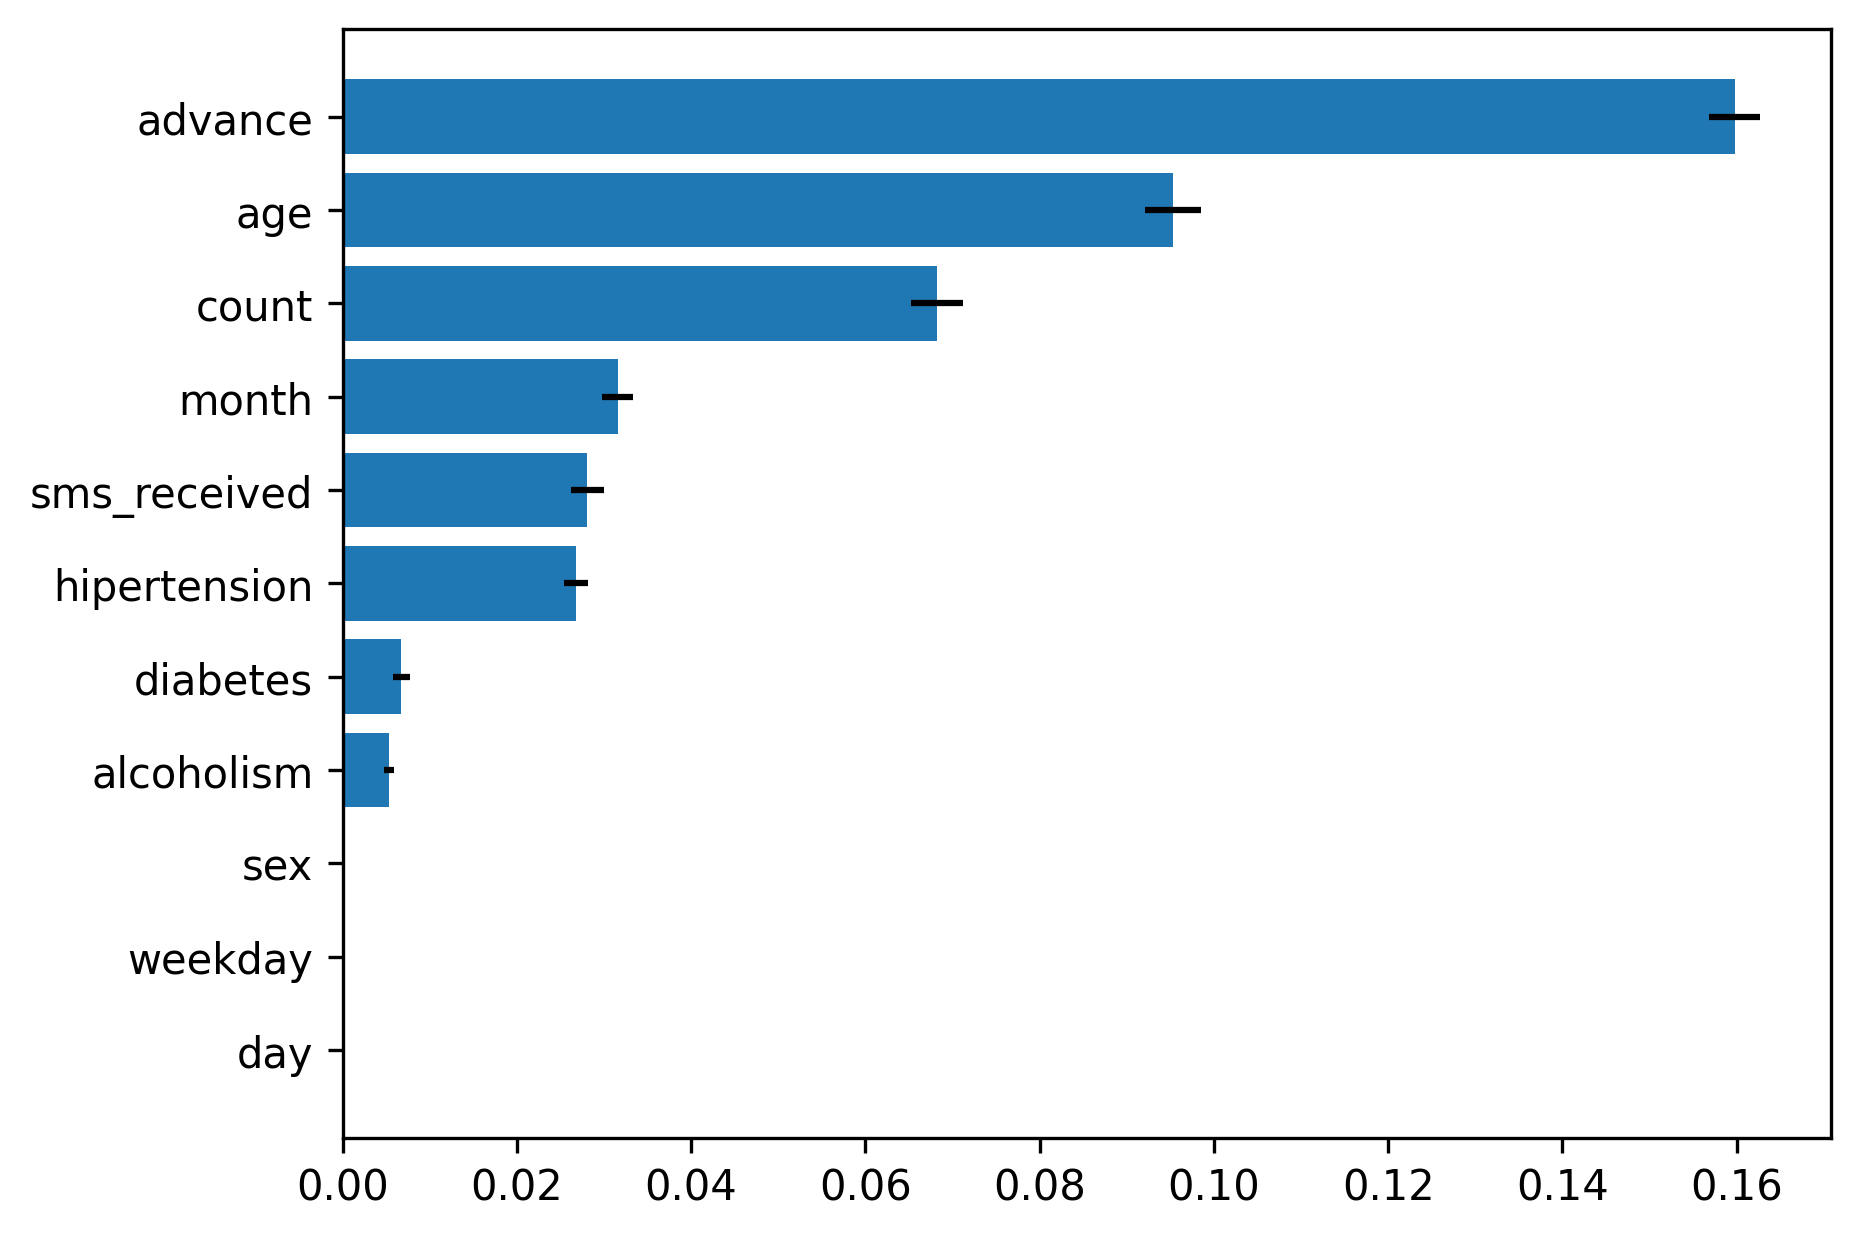 advance
age
count
month
sms_received
hipertension
diabetes
alcoholism
sex
weekday
day
0.00 0.02 0.04 0.06 0.08 0.10 0.12 0.14 0.16